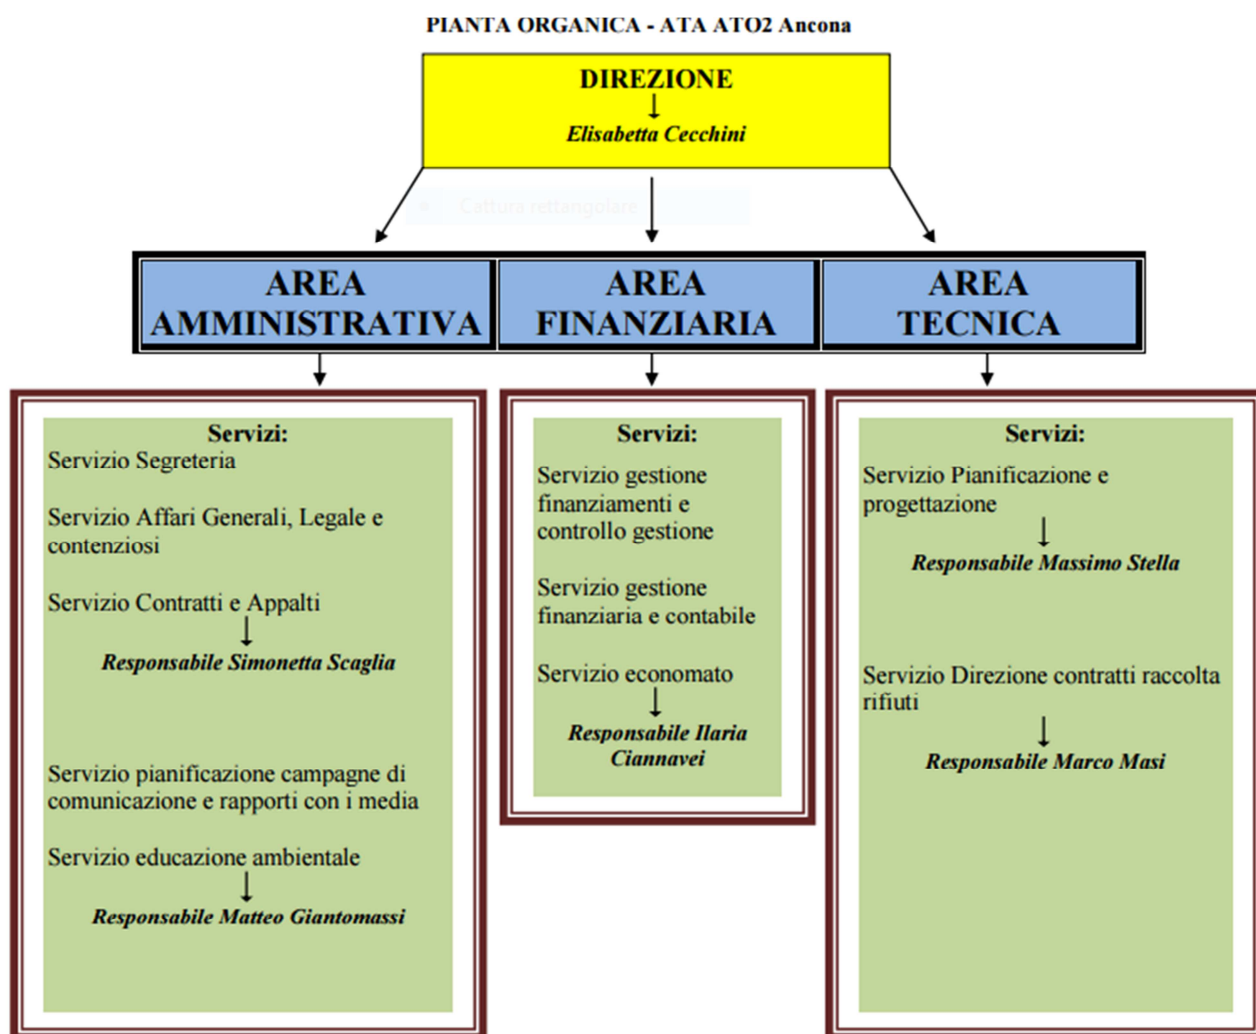 PIANTA ORGANICA - ATA ATO2 Ancona
DIREZIONE
Elisabetta Cecchini
Cattura rettangolare
AREA
AMMINISTRATIVA
AREA
FINANZIARIA
AREA
TECNICA
Servizi:
Servizio Segreteria
Servizio Affari Generali, Legale e
contenziosi
Servizio Contratti e Appalti
Responsabile Simonetta Scaglia
Servizio pianificazione campagne di
comunicazione e rapporti con i media
Servizio educazione ambientale
Responsabile Matteo Giantomassi
Servizi:
Servizio gestione
finanziamenti e
controllo gestione
Servizio gestione
finanziaria e contabile
Servizio economato
Responsabile Ilaria
Ciannavei
Servizi:
Servizio Pianificazione e
progettazione
Responsabile Massimo Stella
Servizio Direzione contratti raccolta
rifiuti
Responsabile Marco Masi